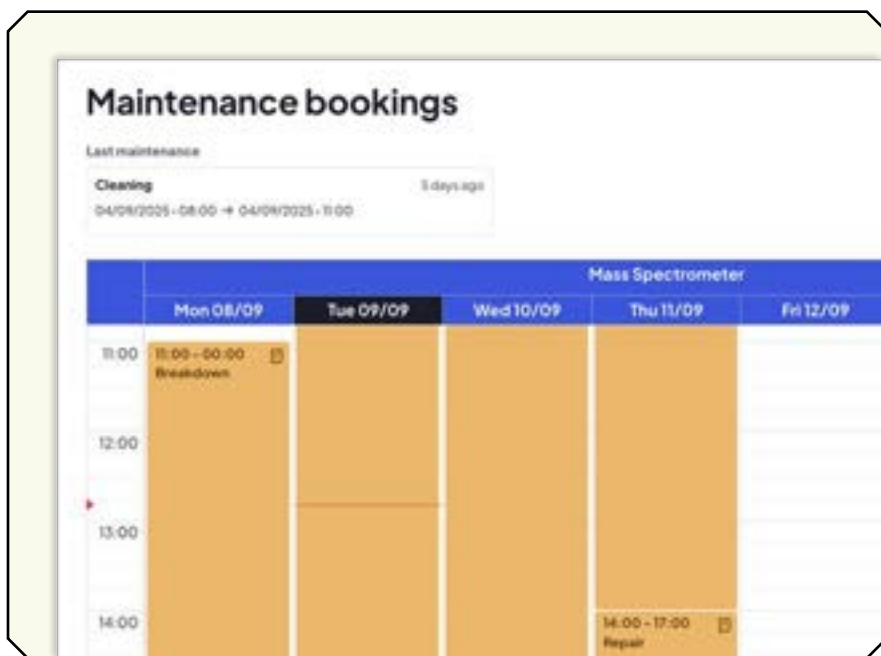 Maintenance bookings
Last maintenance
Cleaning 5 days ago
04/09/2025 - 08:00 → 04/09/2025 - 11:00
Mass Spectrometer
Mon 08/09 Tue 09/09 Wed 10/09 Thu 11/09 Fri 12/09
11:00 11:00 - 00:00
Breakdown
12:00
13:00
14:00 14:00 - 17:00
Repair